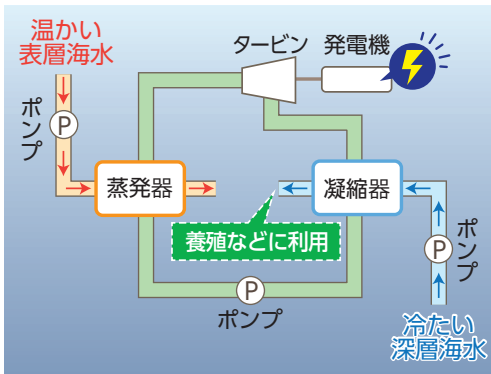 温かい
表層海水
タービン
発電機
ポンプ
P
蒸発器
凝縮器
養殖などに利用
P
ポンプ
P
ポンプ
冷たい
深層海水